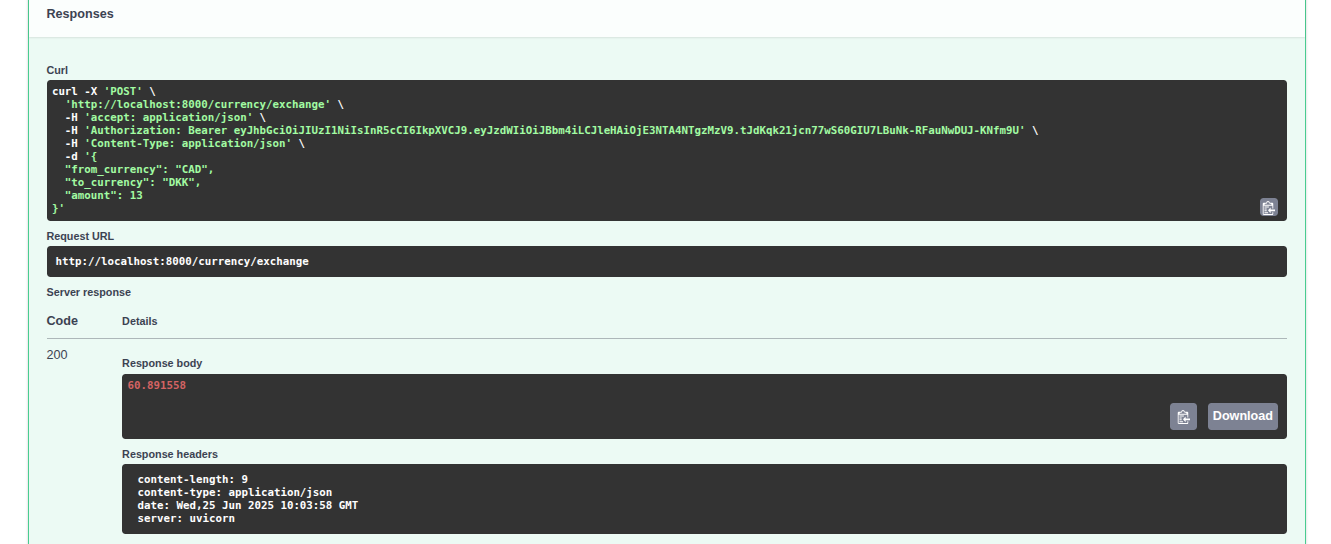 Responses
Curl
curl -X 'POST' \
'http://localhost:8000/currency/exchange' \
-H 'accept: application/json' \
-H 'Authorization: Bearer eyJhbGciOiJIUzI1NiIsInR5cCI6IkpXVCJ9.eyJzdWIiOiJBbm4iLCJleHAiOjE3NTA4NTgzMzV9.tJdKqk21jcn77wS60GIU7LBuNk-RFauNwDUJ-KNfm9U' \
-H 'Content-Type: application/json' \
-d '{
"from_currency": "CAD",
"to_currency": "DKK",
"amount": 13
}'
Request URL
http://localhost:8000/currency/exchange
Server response
Code Details
200
Response body
60.891558
Download
Response headers
content-length: 9
content-type: application/json
date: Wed,25 Jun 2025 10:03:58 GMT
server: uvicorn